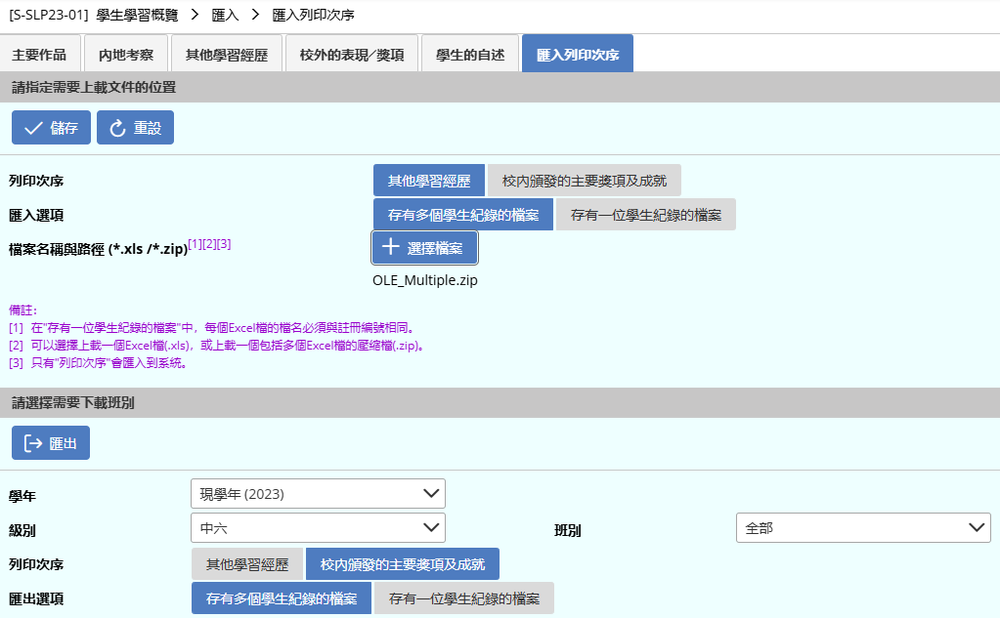 [S-SLP23-01] 學生學習概覽 > 匯入 > 匯入列印次序
主要作品 內地考察 其他學習經歷 校外的表現/獎項 學生的自述 匯入列印次序
請指定需要上載文件的位置
儲存 重設
列印次序 其他學習經歷 校內頒發的主要獎項及成就
匯入選項 存有多個學生紀錄的檔案 存有一位學生紀錄的檔案
檔案名稱與路徑 (*.xls /*.zip)[1][2][3] 選擇檔案
OLE_Multiple.zip
備註:
[1] 在"存有一位學生紀錄的檔案"中，每個Excel檔的檔名必須與註冊編號相同。
[2] 可以選擇上載一個Excel檔(.xls)，或上載一個包括多個Excel檔的壓縮檔(.zip)。
[3] 只有"列印次序"會匯入到系統。
請選擇需要下載班別
匯出
學年 現學年 (2023)
級別 中六 班別 全部
列印次序 其他學習經歷 校內頒發的主要獎項及成就
匯出選項 存有多個學生紀錄的檔案 存有一位學生紀錄的檔案